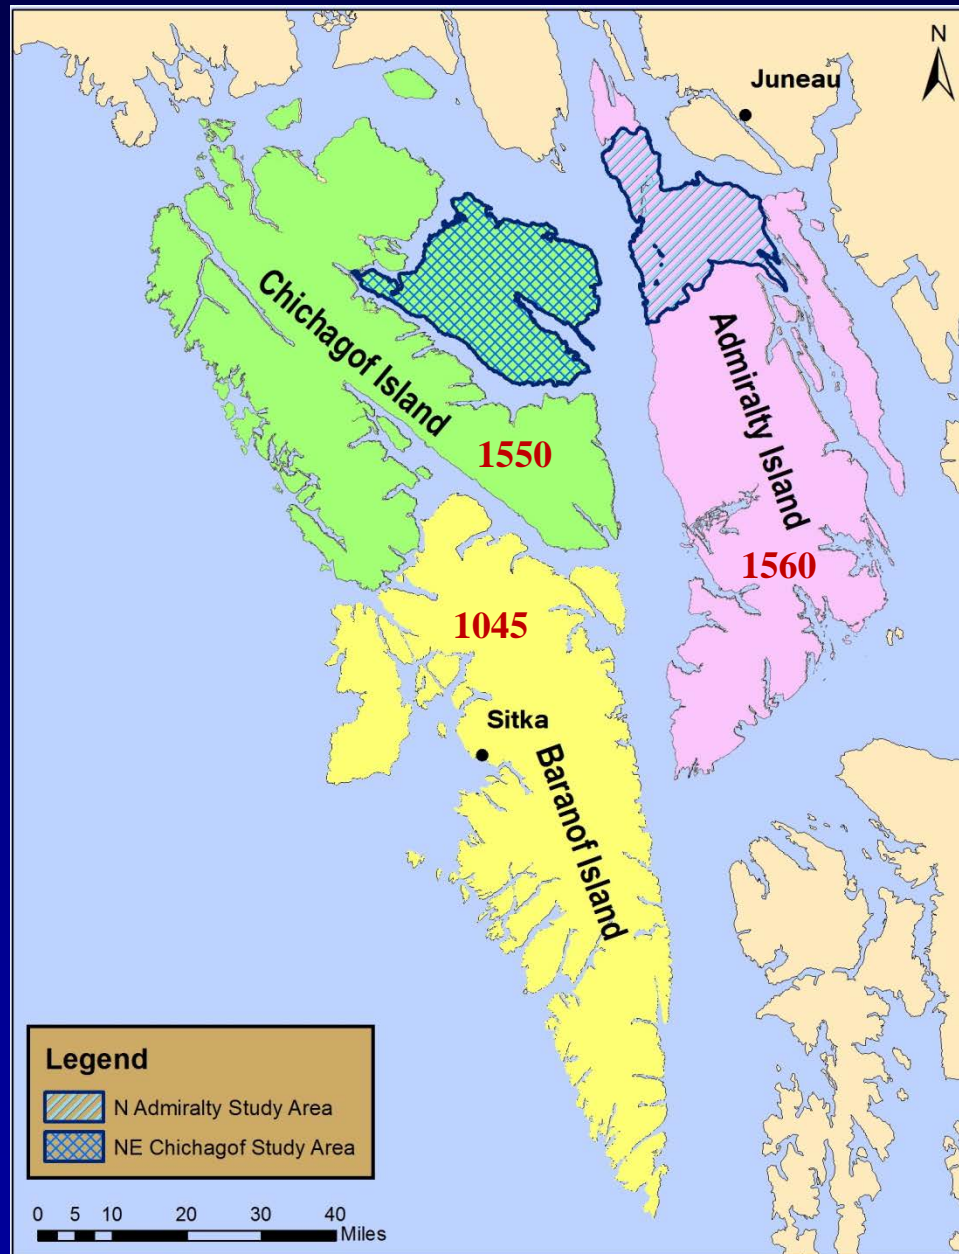 N
Juneau
Chichagof Island
Admiralty Island
1550
1560
1045
Sitka
Baranof Island
Legend
N Admiralty Study Area
NE Chichagof Study Area
0 5 10 20 30 40
Miles